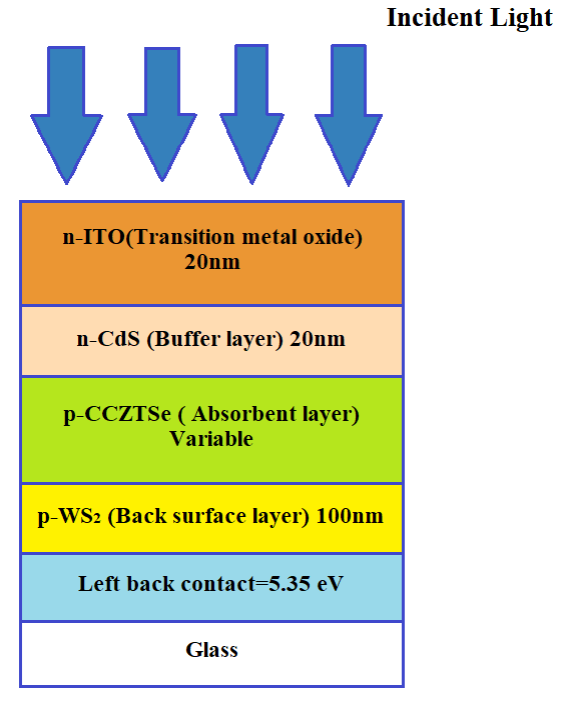 Incident Light
n-ITO(Transition metal oxide)
20nm
n-CdS (Buffer layer) 20nm
p-CCZTSe ( Absorbent layer)
Variable
p-WS₂ (Back surface layer) 100nm
Left back contact=5.35 eV
Glass